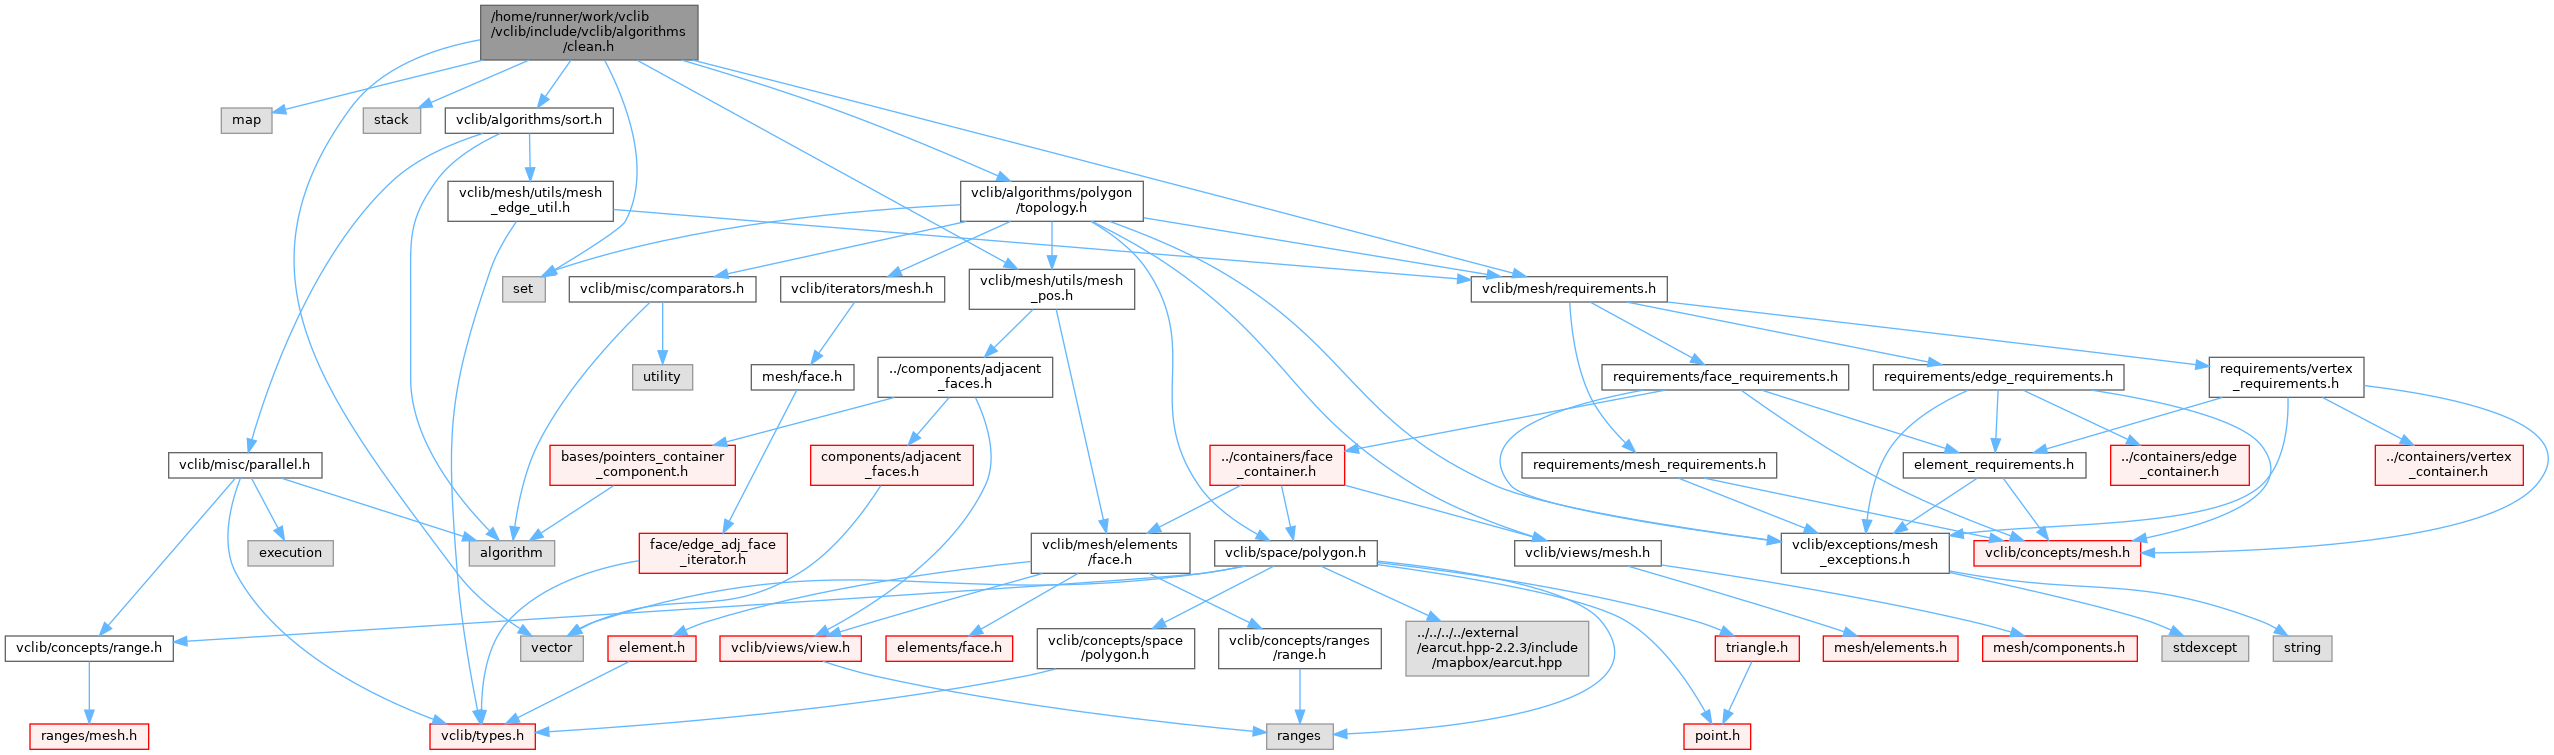 /home/runner/work/vclib
/vclib/include/vclib/algorithms
/clean.h
map
stack
vclib/algorithms/sort.h
vclib/mesh/utils/mesh
_edge_util.h
vclib/algorithms/polygon
/topology.h
set
vclib/misc/comparators.h
vclib/iterators/mesh.h
vclib/mesh/utils/mesh
_pos.h
vclib/mesh/requirements.h
utility
mesh/face.h
../components/adjacent
_faces.h
requirements/face_requirements.h
requirements/edge_requirements.h
requirements/vertex
_requirements.h
vclib/misc/parallel.h
bases/pointers_container
_component.h
components/adjacent
_faces.h
../containers/face
_container.h
requirements/mesh_requirements.h
element_requirements.h
../containers/edge
_container.h
../containers/vertex
_container.h
execution
algorithm
face/edge_adj_face
_iterator.h
vclib/mesh/elements
/face.h
vclib/space/polygon.h
vclib/views/mesh.h
vclib/exceptions/mesh
_exceptions.h
vclib/concepts/mesh.h
vclib/concepts/range.h
vector
element.h
vclib/views/view.h
elements/face.h
vclib/concepts/space
/polygon.h
vclib/concepts/ranges
/range.h
../../../../external
/earcut.hpp-2.2.3/include
/mapbox/earcut.hpp
triangle.h
mesh/elements.h
mesh/components.h
stdexcept
string
ranges/mesh.h
vclib/types.h
ranges
point.h